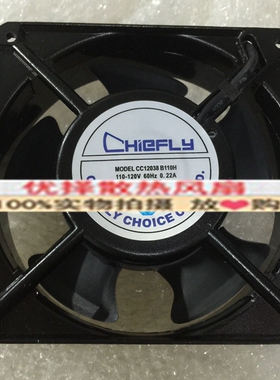 CHIEFLY
MODEL CC12038 B110H
110-120V 60Hz 0.22A
优择散热风扇
100%实物拍摄 放❤购
LY CHOICE C
D.